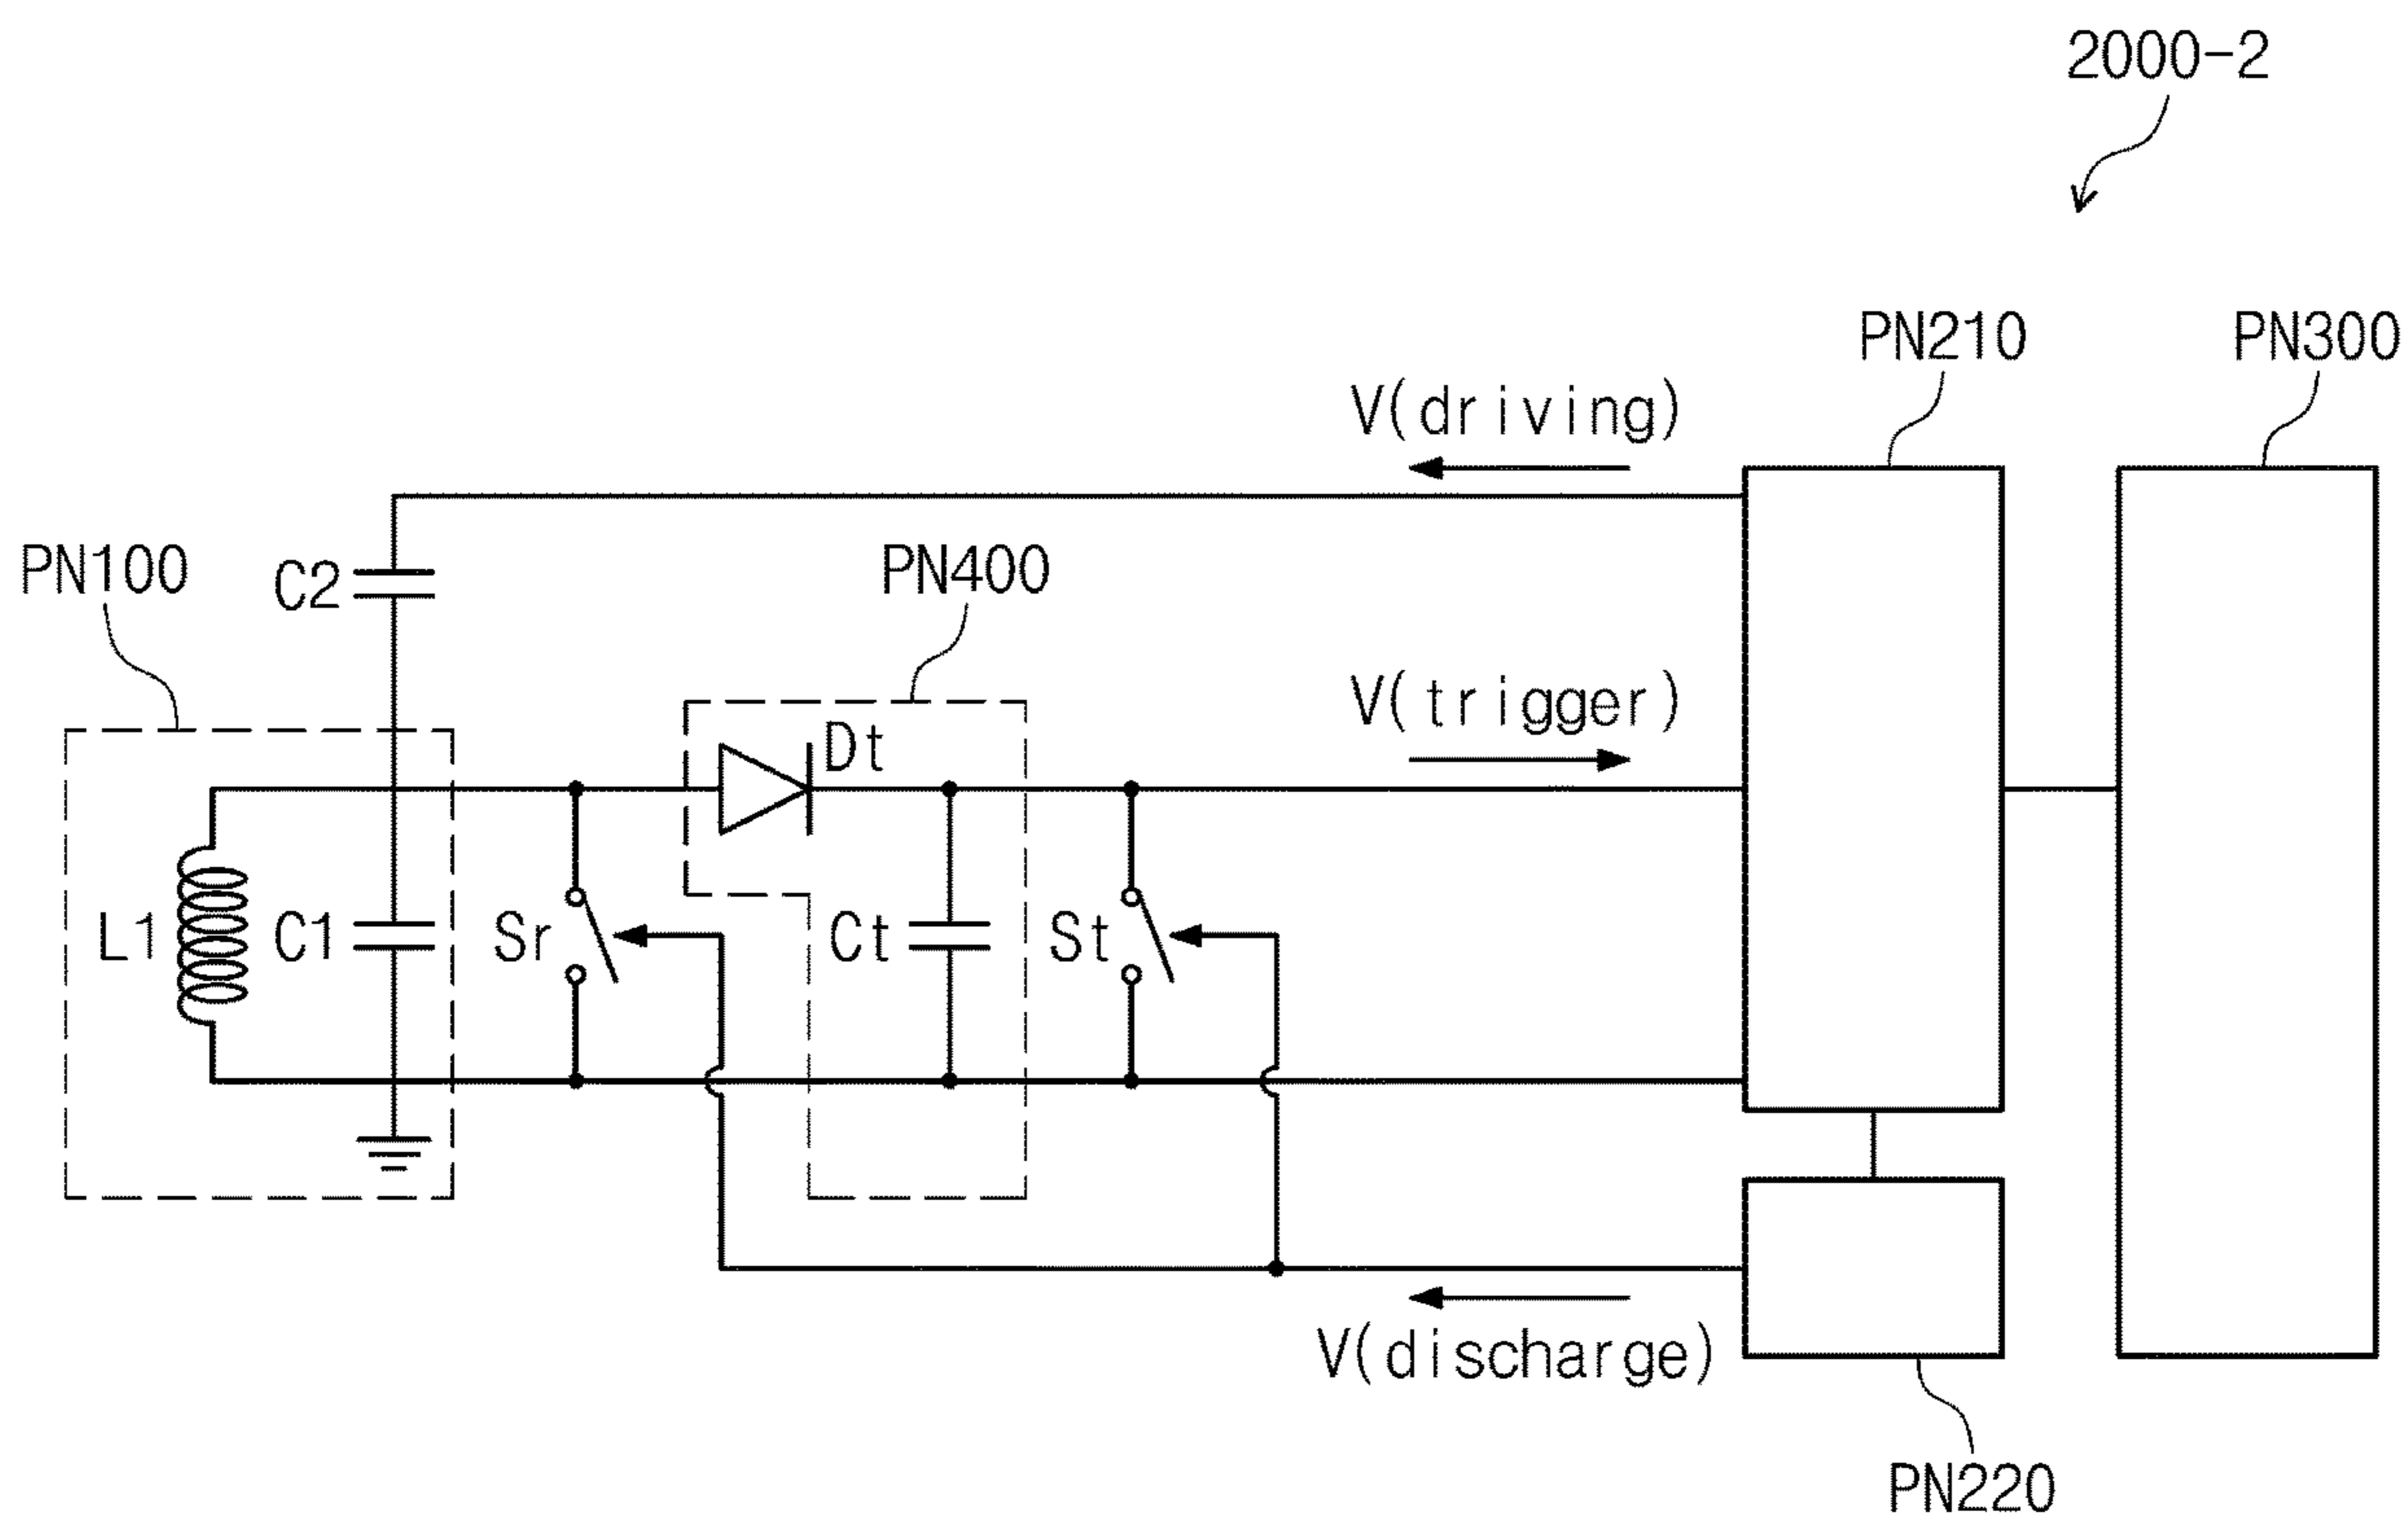 2000-2
PN210
PN300
V(driving)
PN100
C2
PN400
V(trigger)
Dt
L1
C1
Sr
Ct
St
V(discharge)
PN220